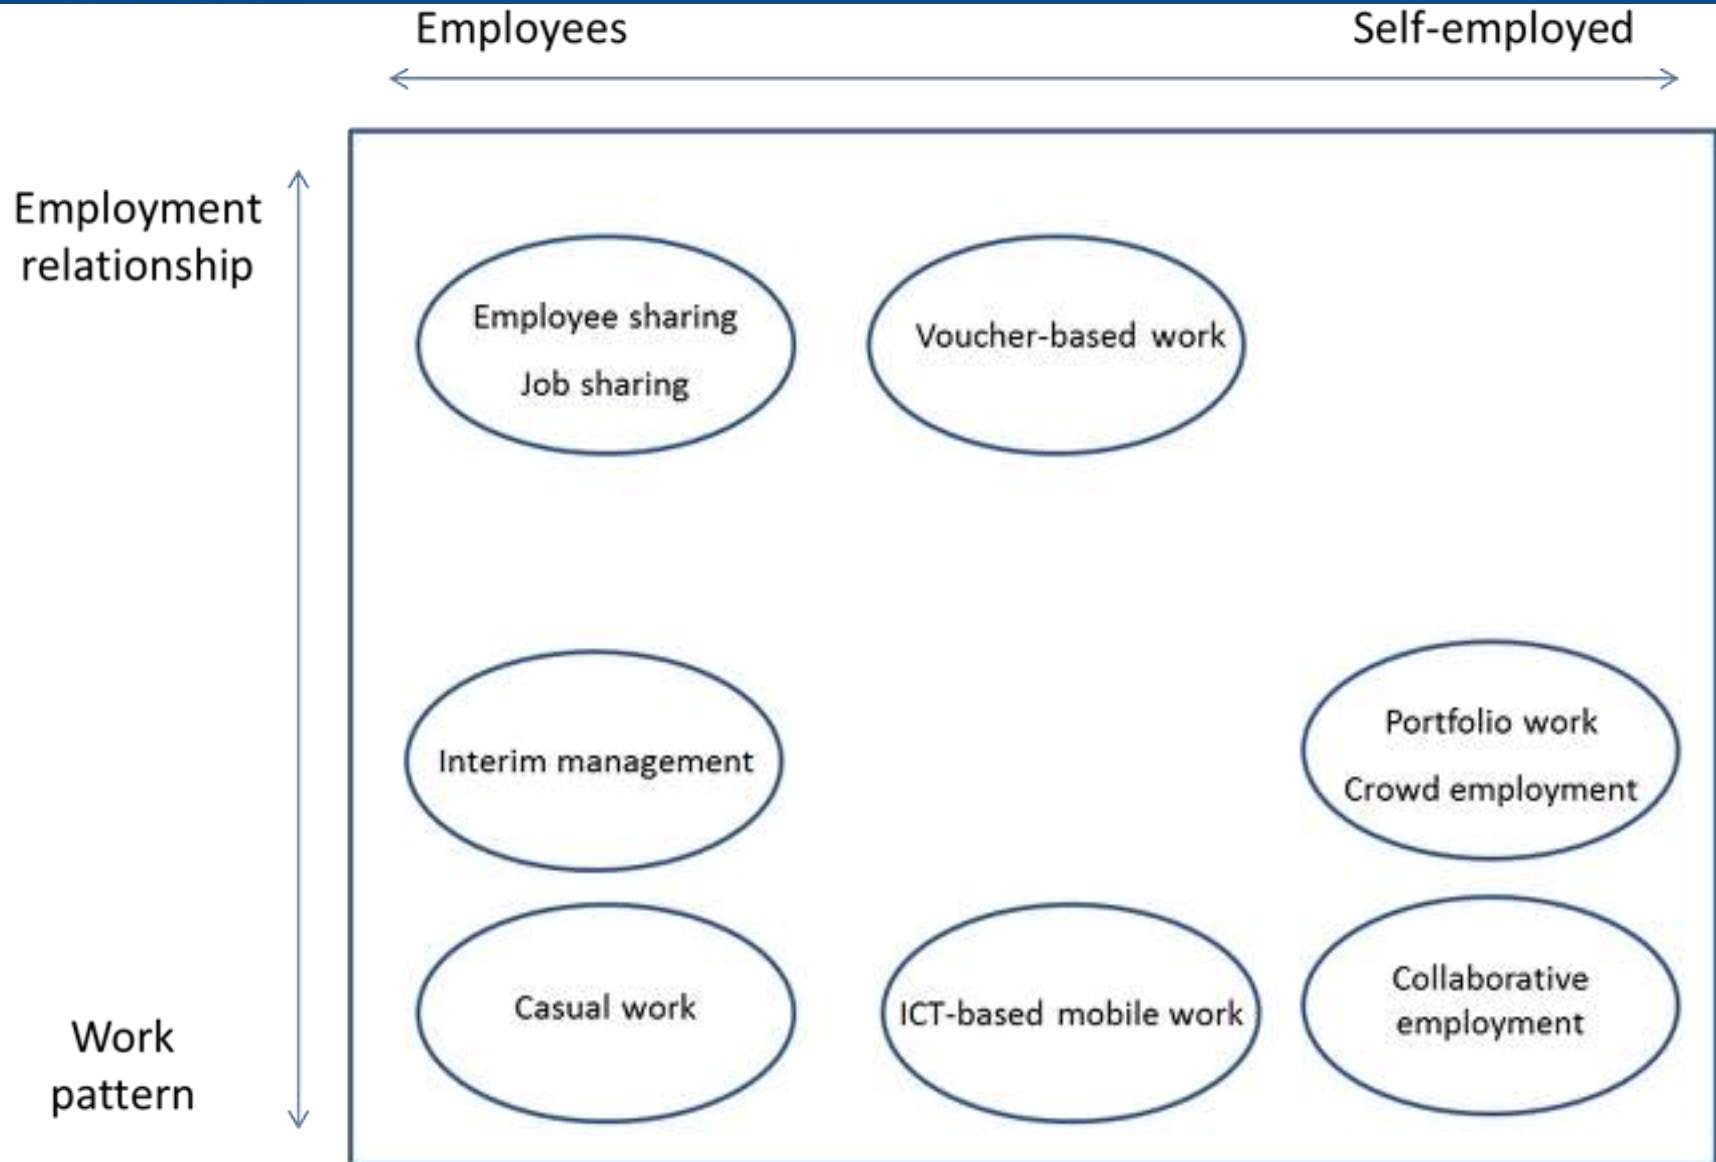 Employees
Self-employed
Employment
relationship
Employee sharing
Job sharing
Voucher-based work
Interim management
Portfolio work
Crowd employment
Casual work
ICT-based mobile work
Collaborative
employment
Work
pattern